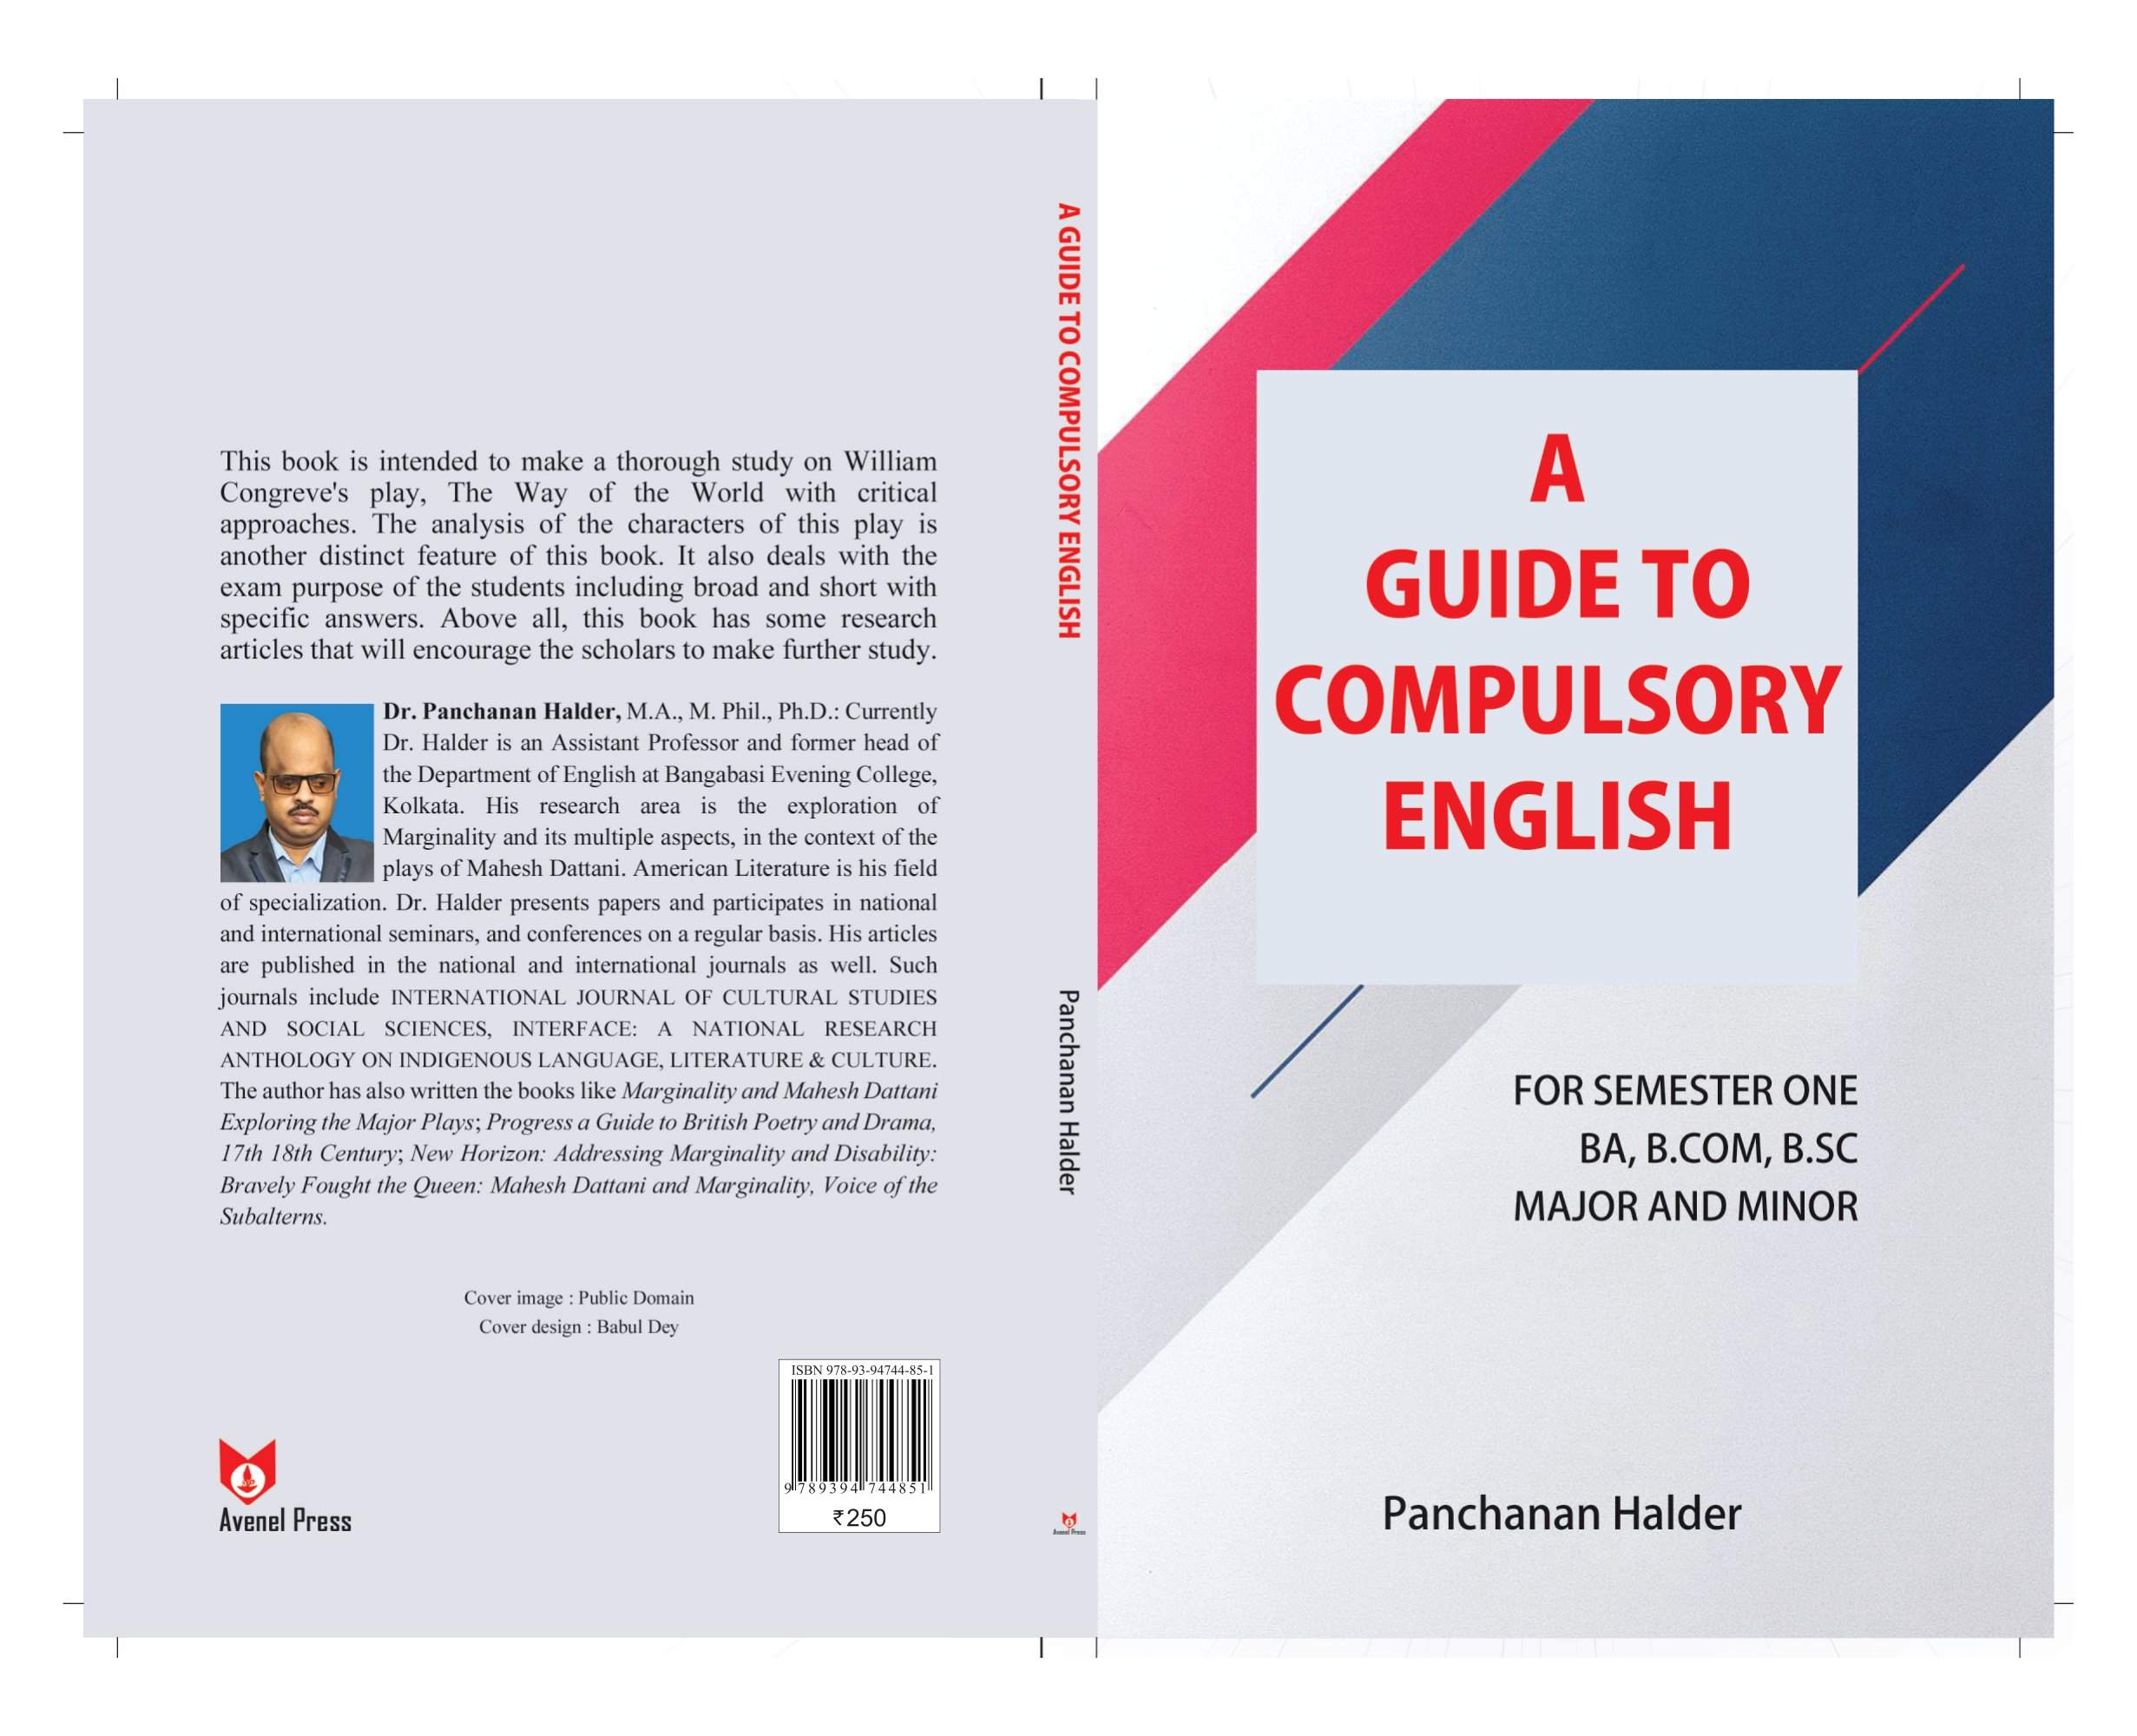 This book is intended to make a thorough study on William
Congreve's play, The Way of the World with critical
approaches. The analysis of the characters of this play is
another distinct feature of this book. It also deals with the
exam purpose of the students including broad and short with
specific answers. Above all, this book has some research
articles that will encourage the scholars to make further study.
Dr. Panchanan Halder, M.A., M. Phil., Ph.D.: Currently
Dr. Halder is an Assistant Professor and former head of
the Department of English at Bangabasi Evening College,
Kolkata. His research area is the exploration of
Marginality and its multiple aspects, in the context of the
plays of Mahesh Dattani. American Literature is his field
of specialization. Dr. Halder presents papers and participates in national
and international seminars, and conferences on a regular basis. His articles
are published in the national and international journals as well. Such
journals include INTERNATIONAL JOURNAL OF CULTURAL STUDIES
AND SOCIAL SCIENCES, INTERFACE: A NATIONAL RESEARCH
ANTHOLOGY ON INDIGENOUS LANGUAGE, LITERATURE & CULTURE.
The author has also written the books like Marginality and Mahesh Dattani
Exploring the Major Plays; Progress a Guide to British Poetry and Drama,
17th 18th Century; New Horizon: Addressing Marginality and Disability:
Bravely Fought the Queen: Mahesh Dattani and Marginality, Voice of the
Subalterns.
Cover image : Public Domain
Cover design : Babul Dey
ISBN 978-93-94744-85-1
9 789394 744851
₹250
Avenel Press
A GUIDE TO COMPULSORY ENGLISH
Panchanan Halder
Avenel Press
A
GUIDE TO
COMPULSORY
ENGLISH
FOR SEMESTER ONE
BA, B.COM, B.SC
MAJOR AND MINOR
Panchanan Halder